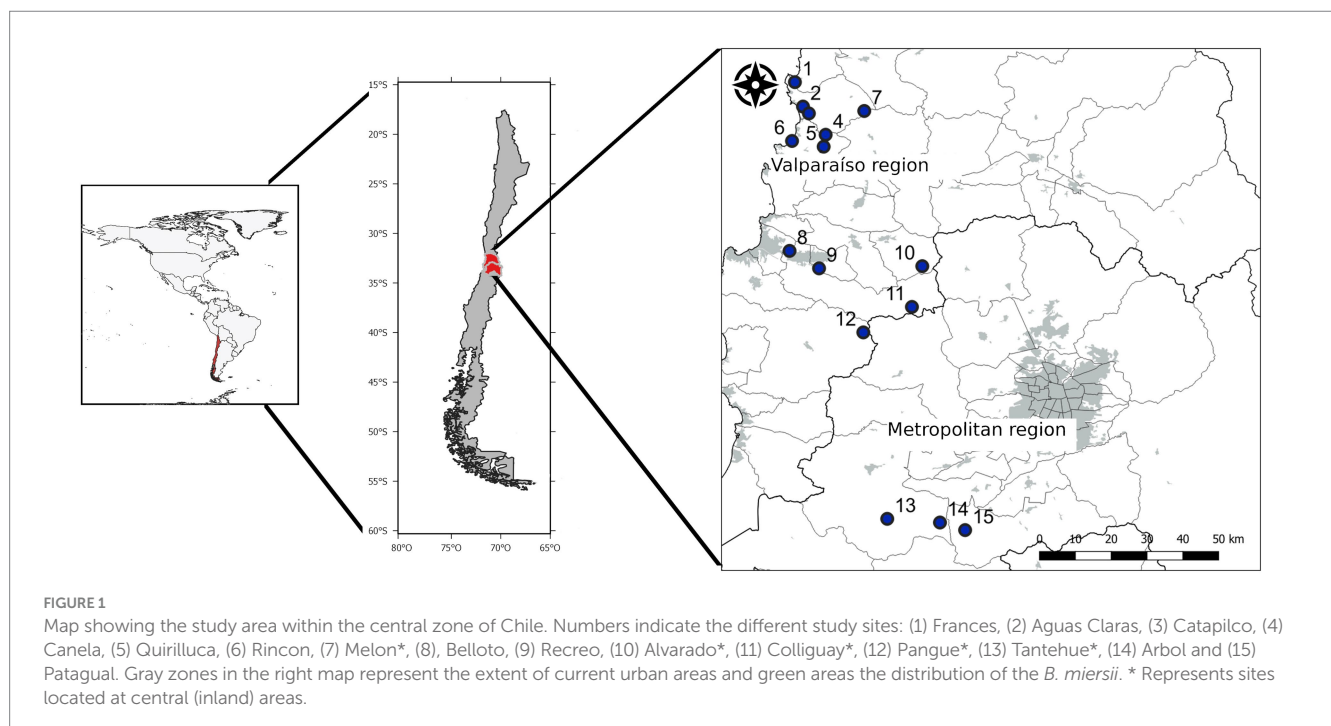 15°S
20°S
25°S
30°S
35°S
40°S
45°S
50°S
55°S
60°S
80°O 75°O 70°O 65°O
1
2
7
4
5
6
Valparaíso region
8
9
10
11
12
Metropolitan region
13
14
15
0 10 20 30 40 50 km
FIGURE 1
Map showing the study area within the central zone of Chile. Numbers indicate the different study sites: (1) Frances, (2) Aguas Claras, (3) Catapilco, (4)
Canela, (5) Quirilluca, (6) Rincon, (7) Melon*, (8), Belloto, (9) Recreo, (10) Alvarado*, (11) Colliguay*, (12) Pangue*, (13) Tantehue*, (14) Arbol and (15)
Patagual. Gray zones in the right map represent the extent of current urban areas and green areas the distribution of the B. miersii. * Represents sites
located at central (inland) areas.